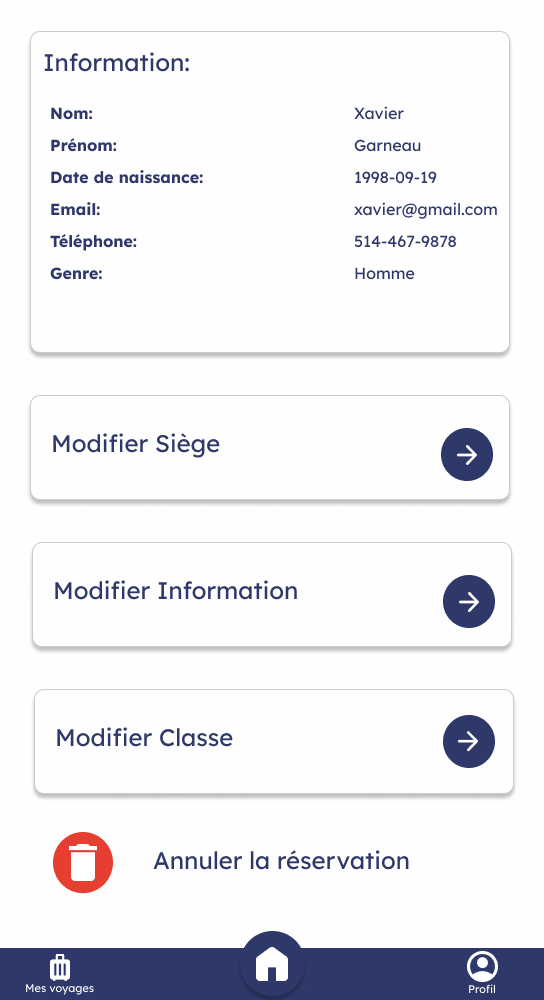 Information:
Nom: Xavier
Prénom: Garneau
Date de naissance: 1998-09-19
Email: xavier@gmail.com
Téléphone: 514-467-9878
Genre: Homme
Modifier Siège
Modifier Information
Modifier Classe
Annuler la réservation
Mes voyages Profil